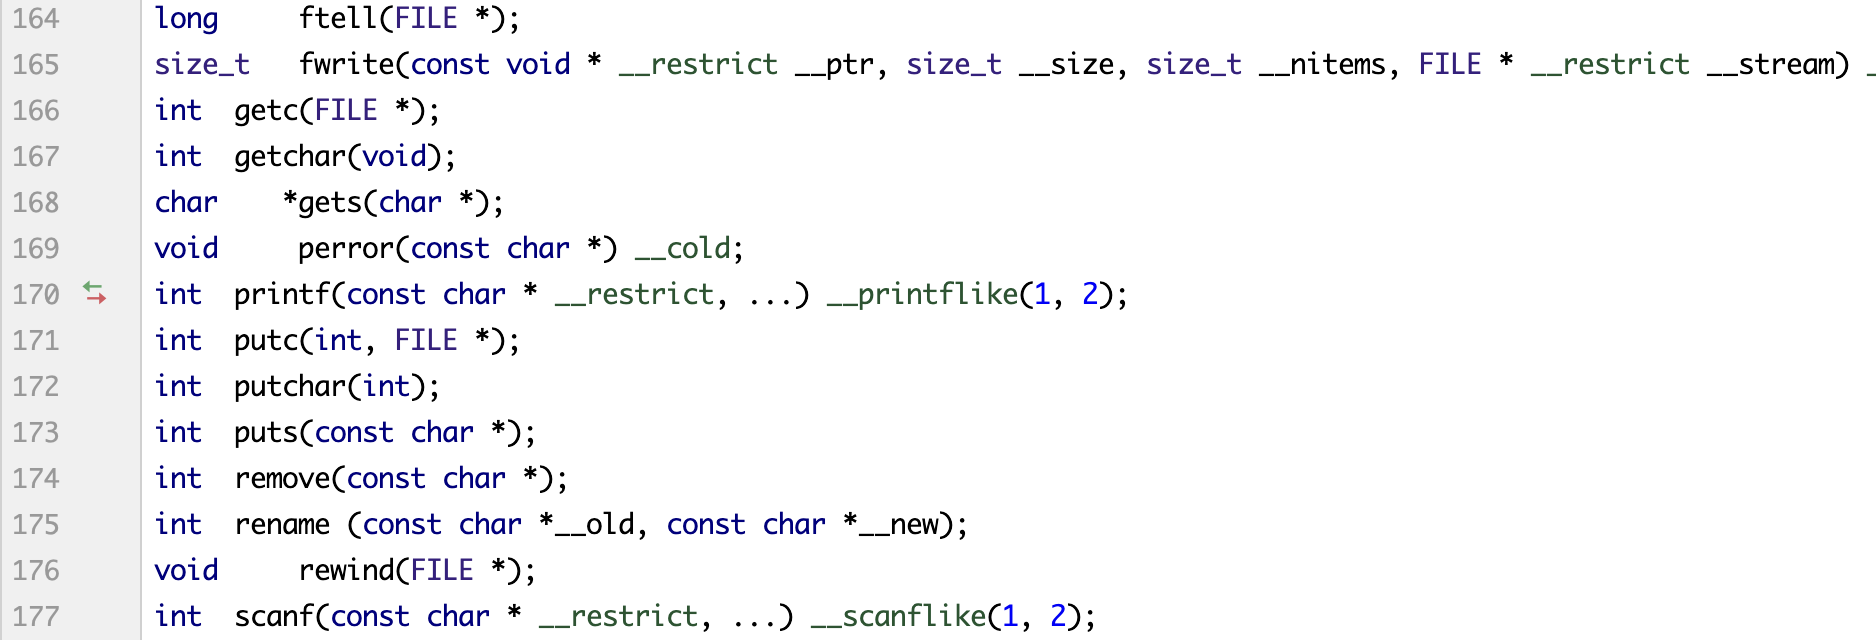 164 long     ftell(FILE *);
165 size_t   fwrite(const void * __restrict __ptr, size_t __size, size_t __nitems, FILE * __restrict __stream) _
166 int  getc(FILE *);
167 int  getchar(void);
168 char    *gets(char *);
169 void     perror(const char *) __cold;
170 int  printf(const char * __restrict, ...) __printflike(1, 2);
171 int  putc(int, FILE *);
172 int  putchar(int);
173 int  puts(const char *);
174 int  remove(const char *);
175 int  rename (const char *__old, const char *__new);
176 void     rewind(FILE *);
177 int  scanf(const char * __restrict, ...) __scanflike(1, 2);